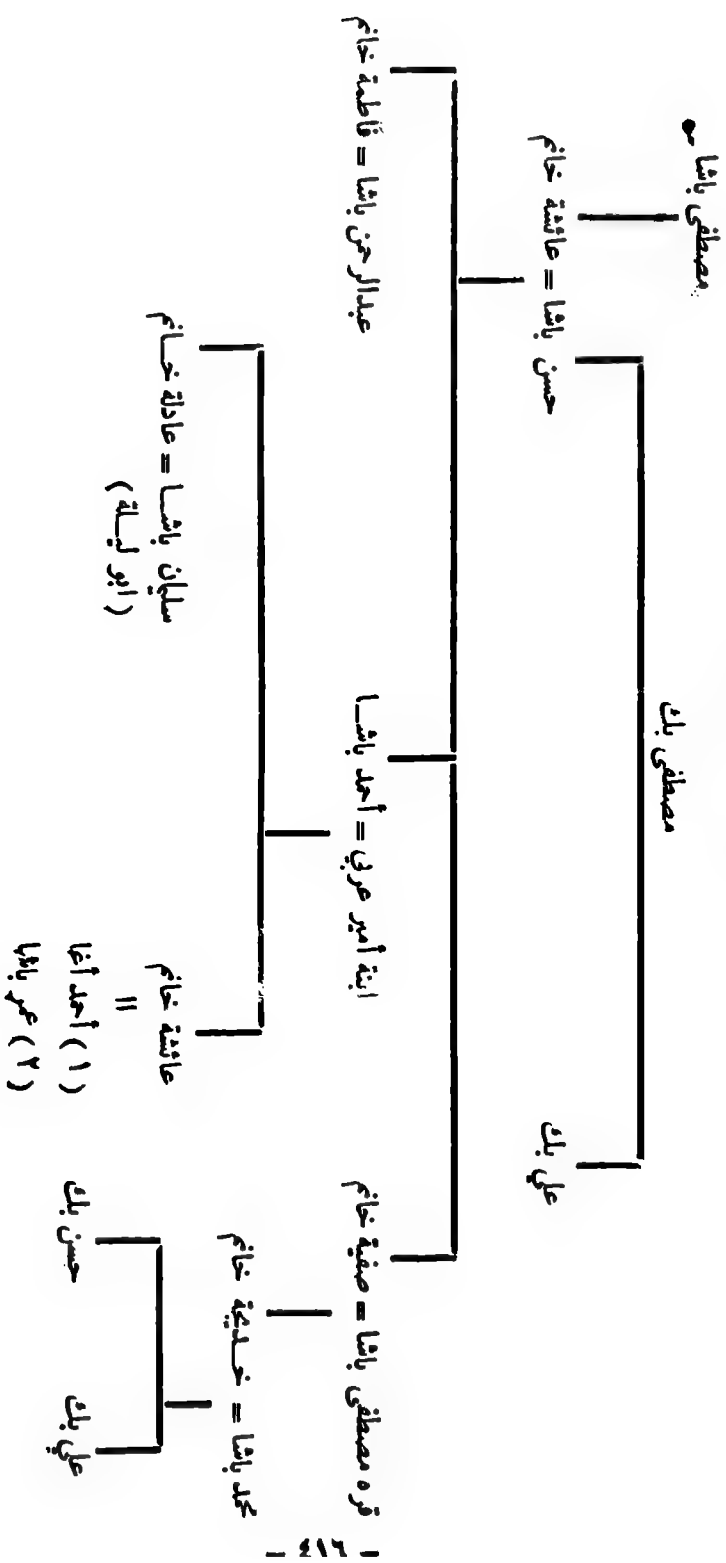 مصطفى باشا
مصطفى بك
علي بك
حسن باشا = عائشة خانم
قره مصطفى باشا = صفية خانم
ابنة أمير عربي = أحمد باشا
عبدالرحمن باشا = فاطمة خانم
محمد باشا = خديجة خانم
عائشة خانم
=
(١) أحمد أغا
(٢) عمر باشا
سليمان باشا = عادلة خانم
(ابو ليلة)
علي بك
حسن بك